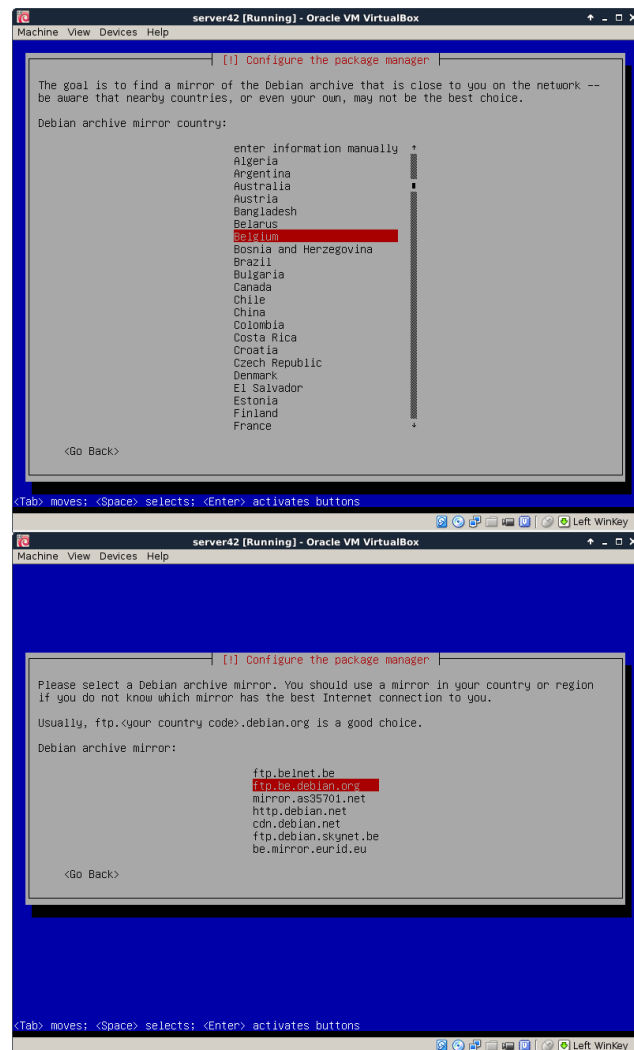 server42 [Running] - Oracle VM VirtualBox
Machine View Devices Help
[!] Configure the package manager
The goal is to find a mirror of the Debian archive that is close to you on the network --
be aware that nearby countries, or even your own, may not be the best choice.
Debian archive mirror country:
enter information manually
Algeria
Argentina
Australia
Austria
Bangladesh
Belarus
Belgium
Bosnia and Herzegovina
Brazil
Bulgaria
Canada
Chile
China
Colombia
Costa Rica
Croatia
Czech Republic
Denmark
El Salvador
Estonia
Finland
France
<Go Back>
<Tab> moves; <Space> selects; <Enter> activates buttons
Left WinKey
server42 [Running] - Oracle VM VirtualBox
Machine View Devices Help
[!] Configure the package manager
Please select a Debian archive mirror. You should use a mirror in your country or region
if you do not know which mirror has the best Internet connection to you.
Usually, ftp.<your country code>.debian.org is a good choice.
Debian archive mirror:
ftp.belnet.be
ftp.be.debian.org
mirror.as35701.net
http.debian.net
cdn.debian.net
ftp.debian.skynet.be
be.mirror.eurid.eu
<Go Back>
<Tab> moves; <Space> selects; <Enter> activates buttons
Left WinKey